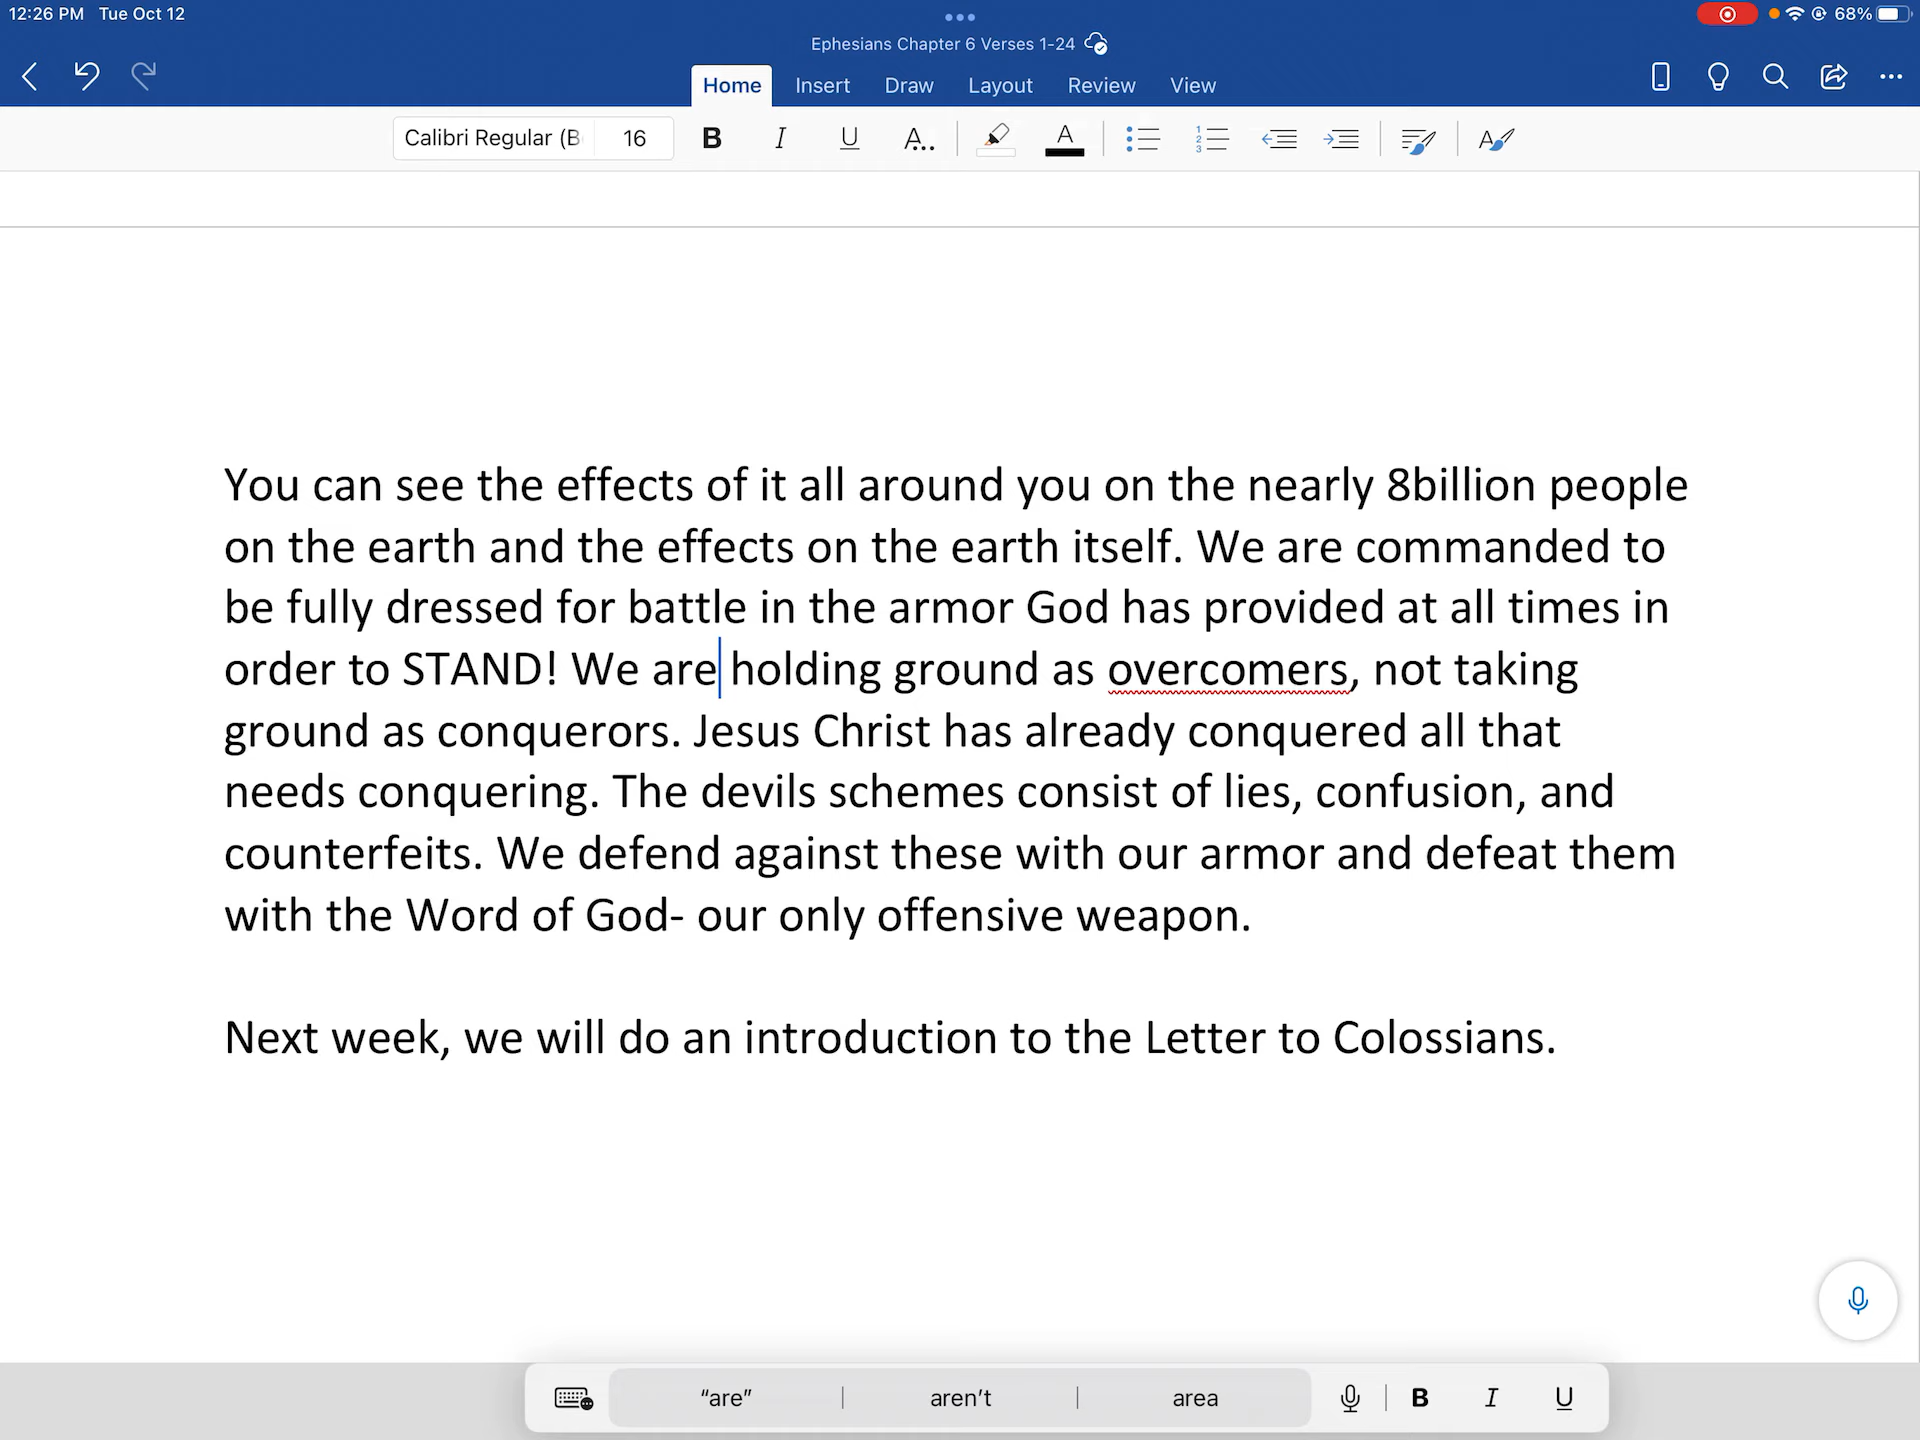 12:26 PM Tue Oct 12
68%
Ephesians Chapter 6 Verses 1-24
Home Insert Draw Layout Review View
Calibri Regular (B 16 B I U A.. A A
You can see the effects of it all around you on the nearly 8billion people
on the earth and the effects on the earth itself. We are commanded to
be fully dressed for battle in the armor God has provided at all times in
order to STAND! We are holding ground as overcomers, not taking
ground as conquerors. Jesus Christ has already conquered all that
needs conquering. The devils schemes consist of lies, confusion, and
counterfeits. We defend against these with our armor and defeat them
with the Word of God- our only offensive weapon.
Next week, we will do an introduction to the Letter to Colossians.
“are” aren’t area B I U